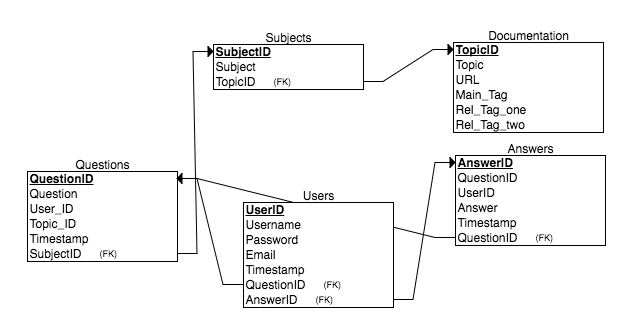 Subjects
SubjectID
Subject
TopicID (FK)
Documentation
TopicID
Topic
URL
Main_Tag
Rel_Tag_one
Rel_Tag_two
Questions
QuestionID
Question
User_ID
Topic_ID
Timestamp
SubjectID (FK)
Users
UserID
Username
Password
Email
Timestamp
QuestionID (FK)
AnswerID (FK)
Answers
AnswerID
QuestionID
UserID
Answer
Timestamp
QuestionID (FK)